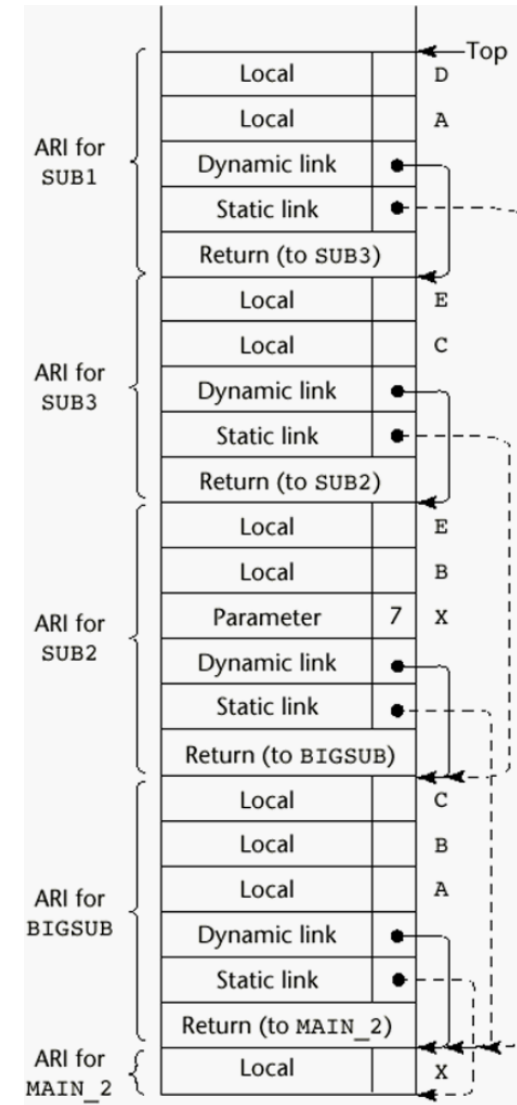 Top
Local D
Local A
ARI for
SUB1
Dynamic link
Static link
Return (to SUB3)
Local E
Local C
ARI for
SUB3
Dynamic link
Static link
Return (to SUB2)
Local E
Local B
Parameter 7 X
ARI for
SUB2
Dynamic link
Static link
Return (to BIGSUB)
Local C
Local B
Local A
ARI for
BIGSUB
Dynamic link
Static link
Return (to MAIN_2)
ARI for
MAIN_2
Local X